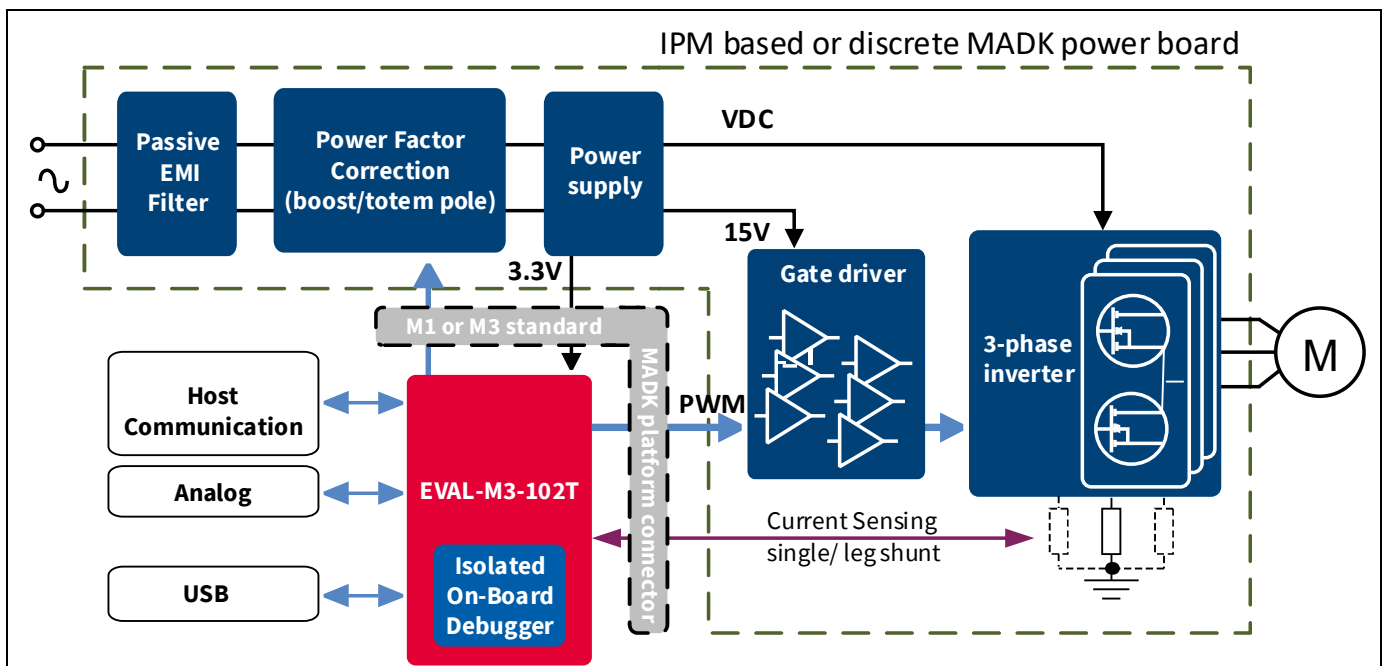 IPM based or discrete MADK power board
Passive
EMI
Filter
Power Factor
Correction
(boost/totem pole)
Power
supply
VDC
15V
3.3V
Gate driver
3-phase
inverter
M
M1 or M3 standard
MADK platform connector
Host
Communication
Analog
USB
EVAL-M3-102T
Isolated
On-Board
Debugger
PWM
Current Sensing
single/ leg shunt